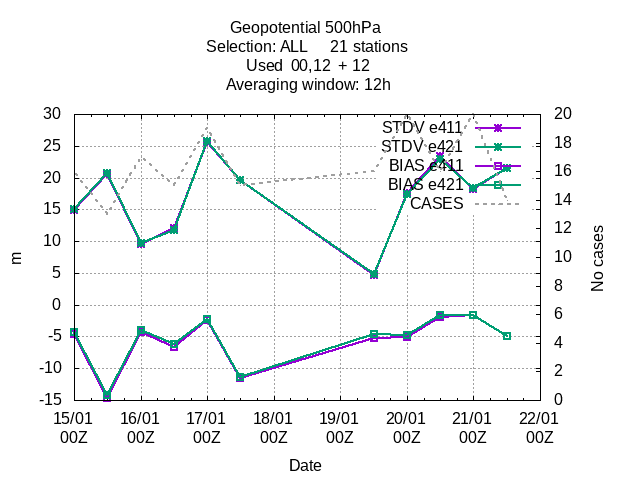 Geopotential 500hPa
Selection: ALL 21 stations
Used 00,12 + 12
Averaging window: 12h
30
25
20
15
10
5
0
-5
-10
-15
m
STDV e411
STDV e421
BIAS e411
BIAS e421
CASES
20
18
16
14
12
10
8
6
4
2
0
No cases
15/01 16/01 17/01 18/01 19/01 20/01 21/01 22/01
00Z 00Z 00Z 00Z 00Z 00Z 00Z 00Z
Date